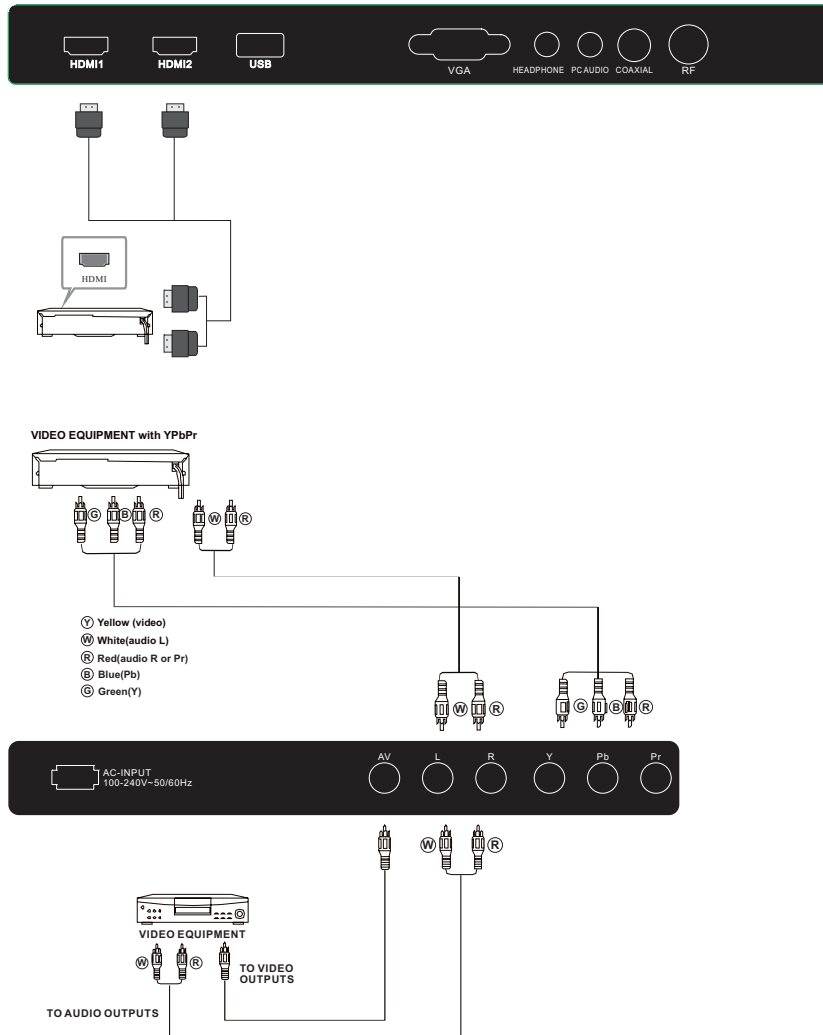 HDMI1 HDMI2 USB
VGA HEADPHONE PC AUDIO COAXIAL RF
HDMI
VIDEO EQUIPMENT with YPbPr
G B R W R
Y Yellow (video)
W White(audio L)
R Red(audio R or Pr)
B Blue(Pb)
G Green(Y)
W R G B R
AC-INPUT
100-240V~50/60Hz
AV L R Y Pb Pr
W R
VIDEO EQUIPMENT
W R
TO VIDEO
OUTPUTS
TO AUDIO OUTPUTS